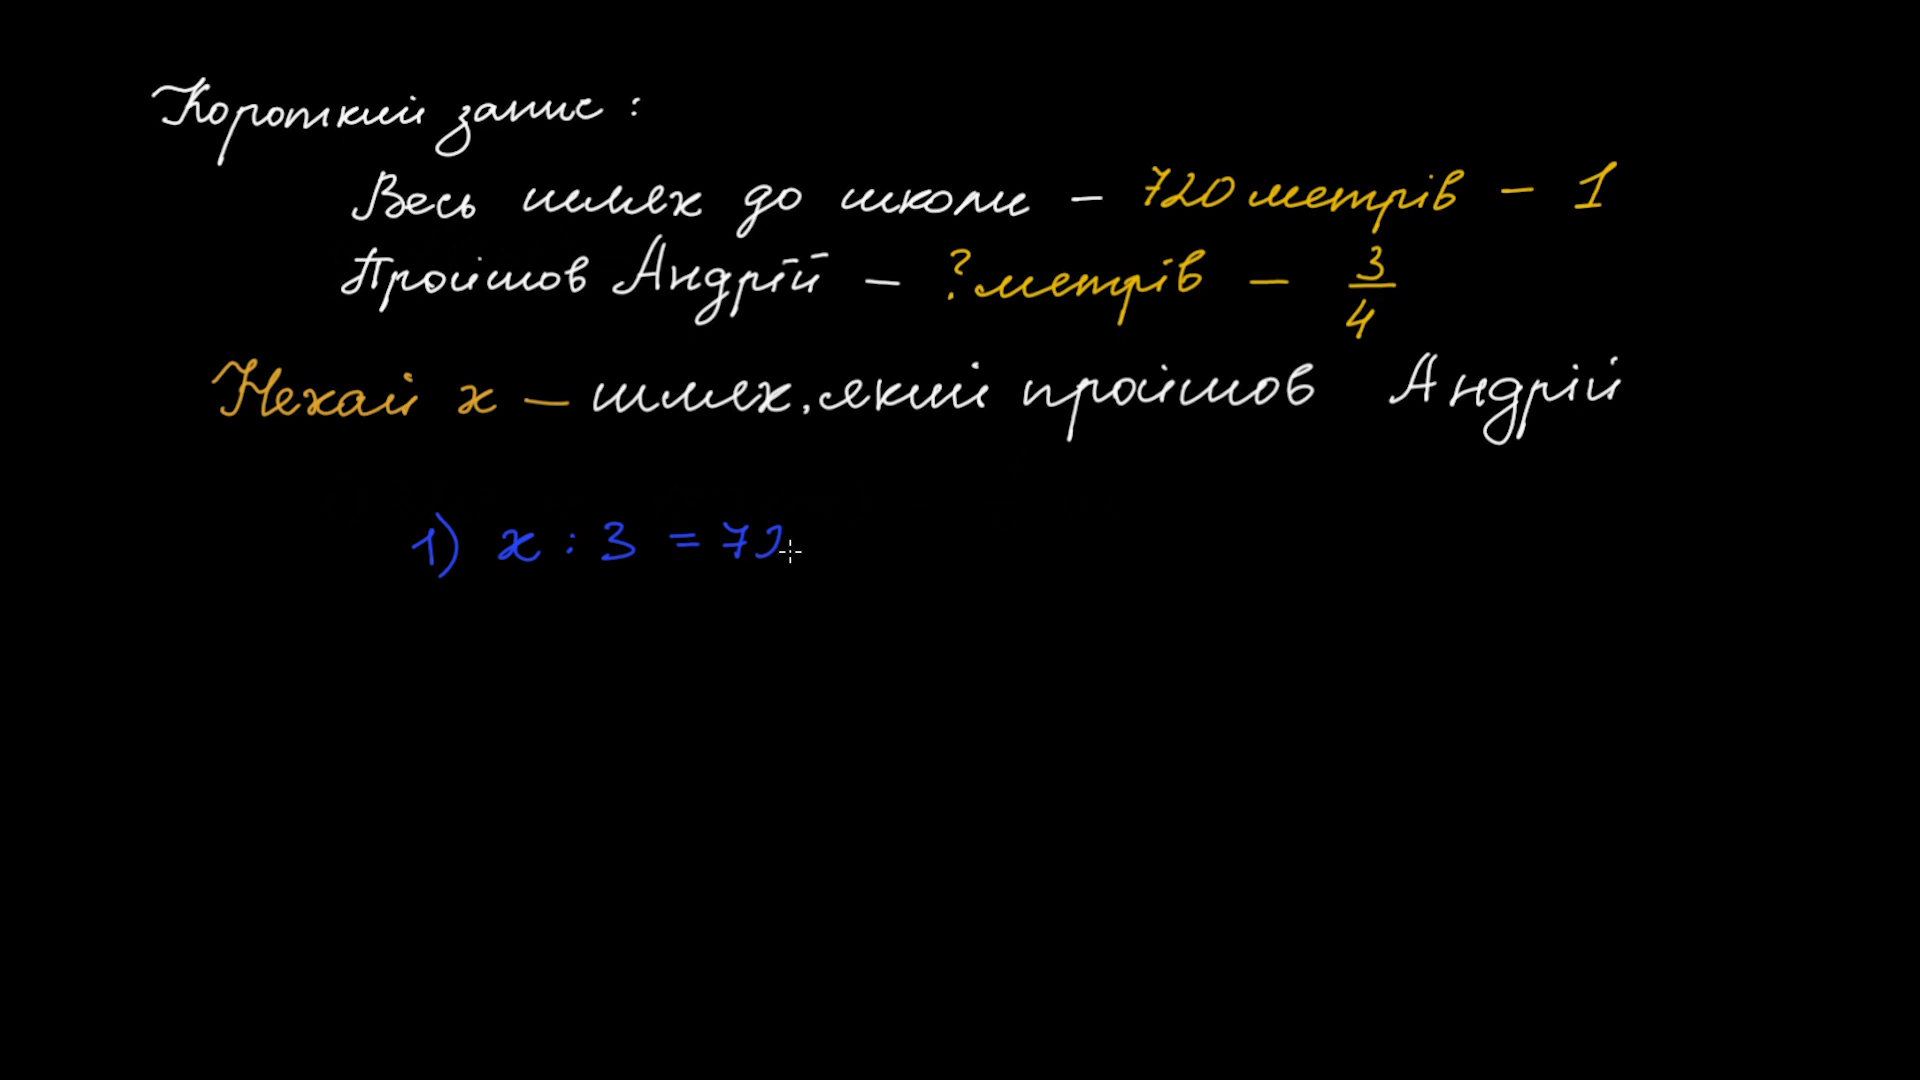 Короткий запис:
Весь шлях до школи – 720 метрів – 1
Пройшов Андрій – ? метрів – 3/4
Нехай x – шлях, який пройшов Андрій
1) x : 3 = 72